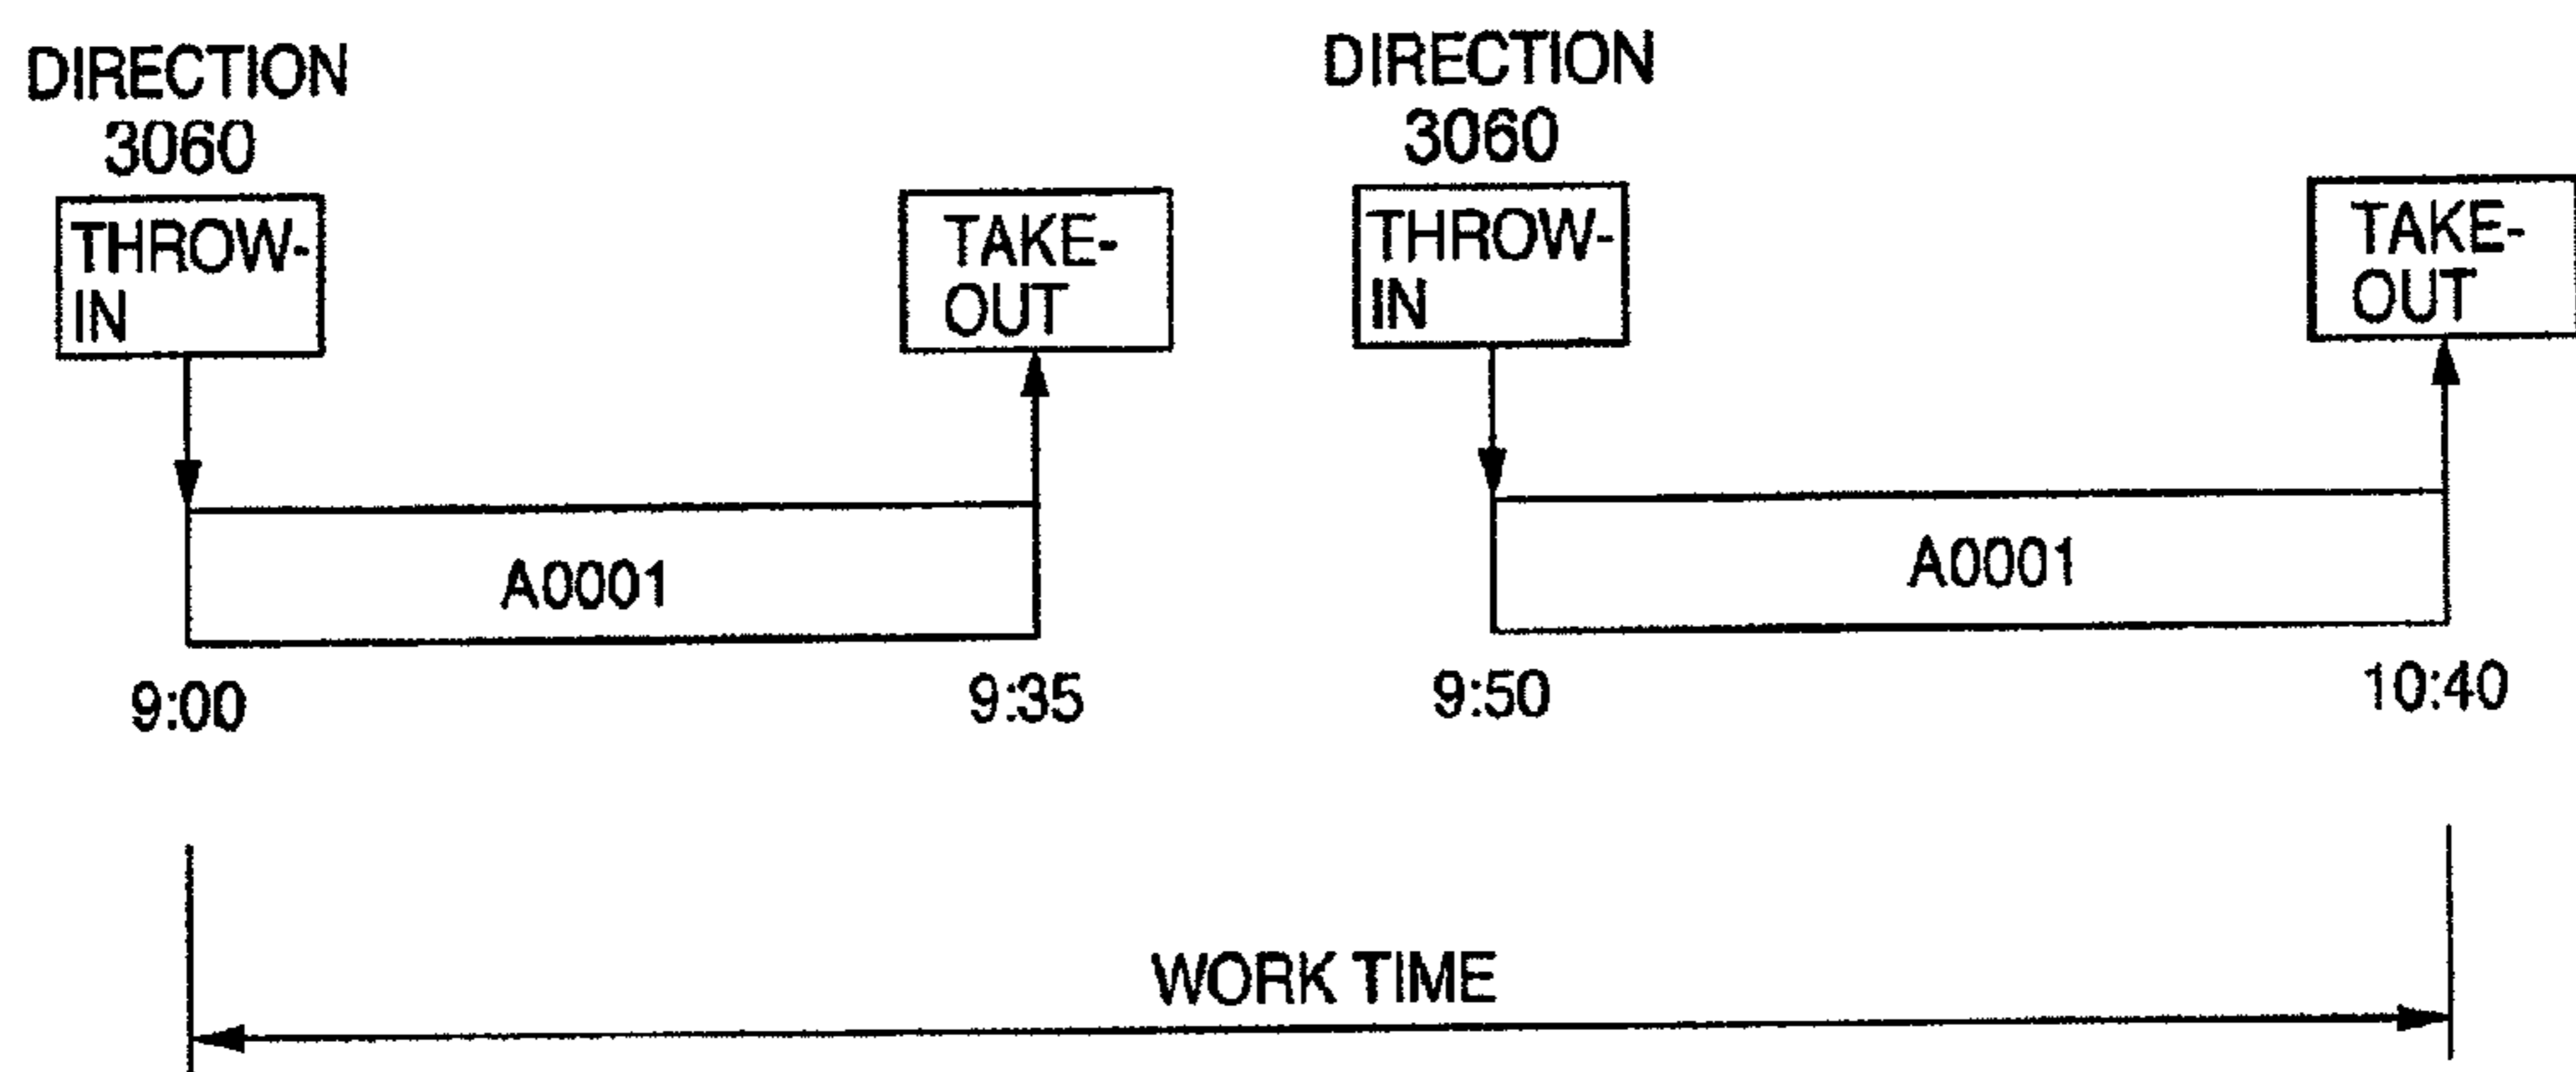 DIRECTION
3060
THROW-
IN
TAKE-
OUT
DIRECTION
3060
THROW-
IN
TAKE-
OUT
A0001
A0001
9:00
9:35
9:50
10:40
WORK TIME